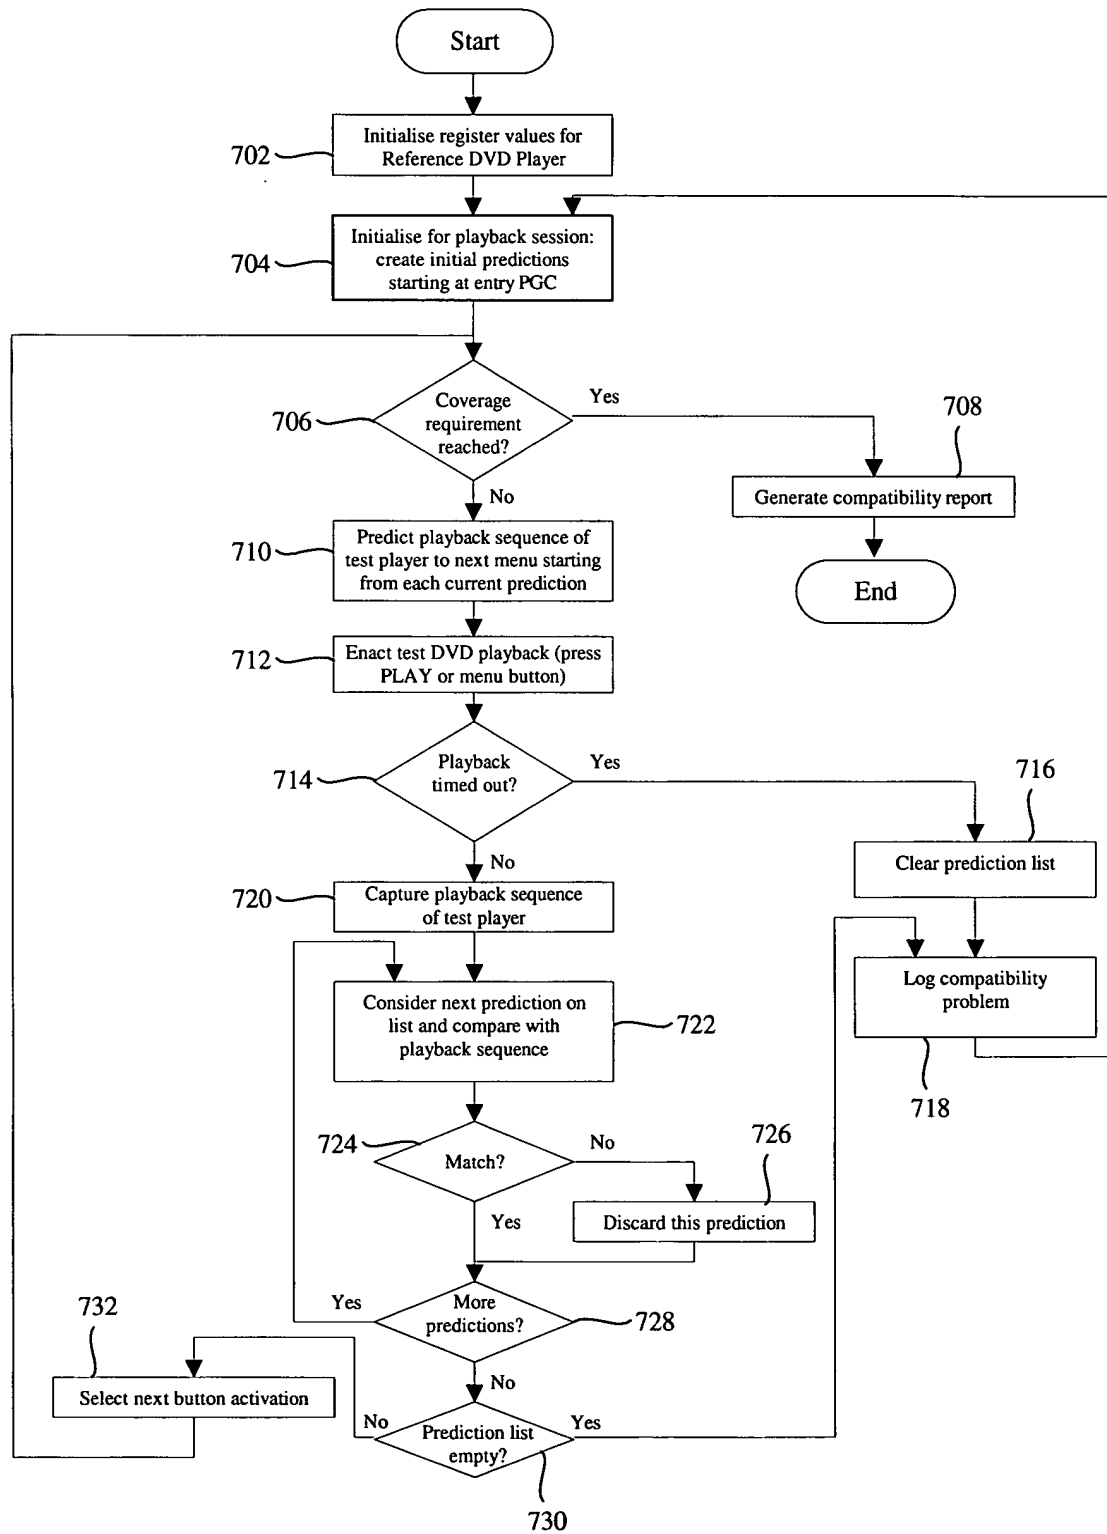 Start
702
Initialise register values for
Reference DVD Player
704
Initialise for playback session:
create initial predictions
starting at entry PGC
706
Coverage
requirement
reached?
Yes
708
Generate compatibility report
End
No
710
Predict playback sequence of
test player to next menu starting
from each current prediction
712
Enact test DVD playback (press
PLAY or menu button)
714
Playback
timed out?
Yes
716
Clear prediction list
No
720
Capture playback sequence
of test player
Log compatibility
problem
718
Consider next prediction on
list and compare with
playback sequence
722
724
Match?
No
726
Discard this prediction
Yes
More
predictions?
Yes
728
732
Select next button activation
No
Prediction list
empty?
No
Yes
730